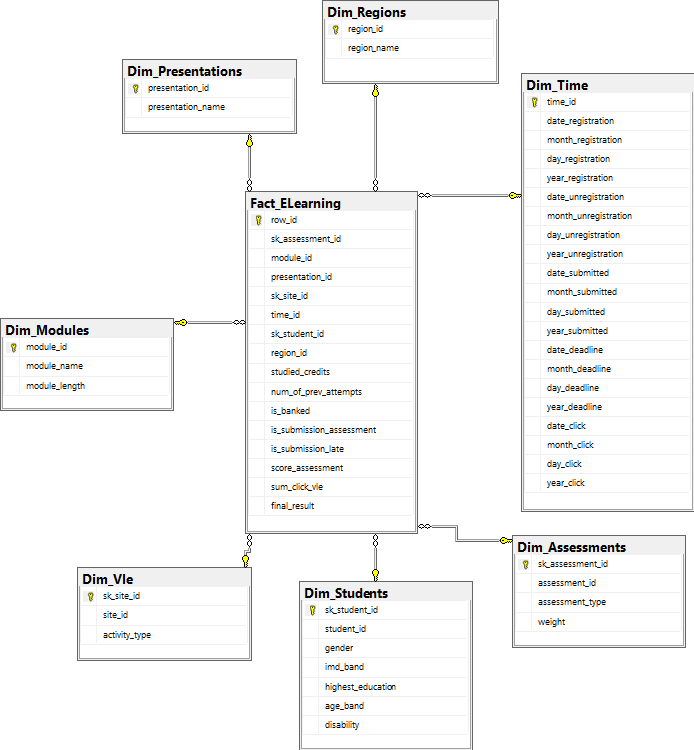 Dim_Regions
region_id
region_name
Dim_Presentations
presentation_id
presentation_name
Dim_Time
time_id
date_registration
month_registration
day_registration
year_registration
date_unregistration
month_unregistration
day_unregistration
year_unregistration
date_submitted
month_submitted
day_submitted
year_submitted
date_deadline
month_deadline
day_deadline
year_deadline
date_click
month_click
day_click
year_click
Fact_ELearning
row_id
sk_assessment_id
module_id
presentation_id
sk_site_id
time_id
sk_student_id
region_id
studied_credits
num_of_prev_attempts
is_banked
is_submission_assessment
is_submission_late
score_assessment
sum_click_vle
final_result
Dim_Modules
module_id
module_name
module_length
Dim_Assessments
sk_assessment_id
assessment_id
assessment_type
weight
Dim_Vle
sk_site_id
site_id
activity_type
Dim_Students
sk_student_id
student_id
gender
imd_band
highest_education
age_band
disability